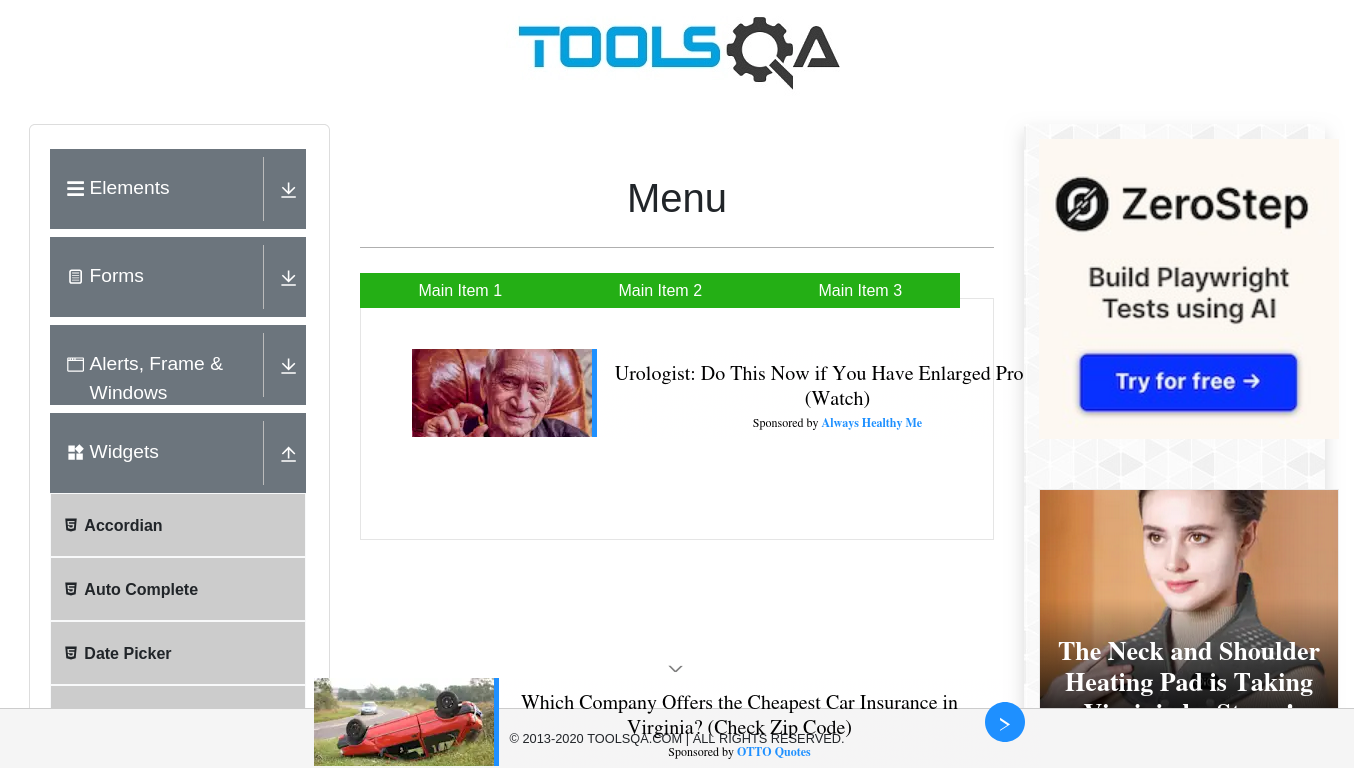 TOOLSQA
Elements
Forms
Alerts, Frame &
Windows
Widgets
Accordian
Auto Complete
Date Picker
Menu
Main Item 1
Main Item 2
Main Item 3
Urologist: Do This Now if You Have Enlarged Pro
(Watch)
Sponsored by Always Healthy Me
ZeroStep
Build Playwright
Tests using AI
Try for free →
The Neck and Shoulder
Heating Pad is Taking
Which Company Offers the Cheapest Car Insurance in
Virginia? (Check Zip Code)
© 2013-2020 TOOLSQA.COM | ALL RIGHTS RESERVED.
Sponsored by OTTO Quotes